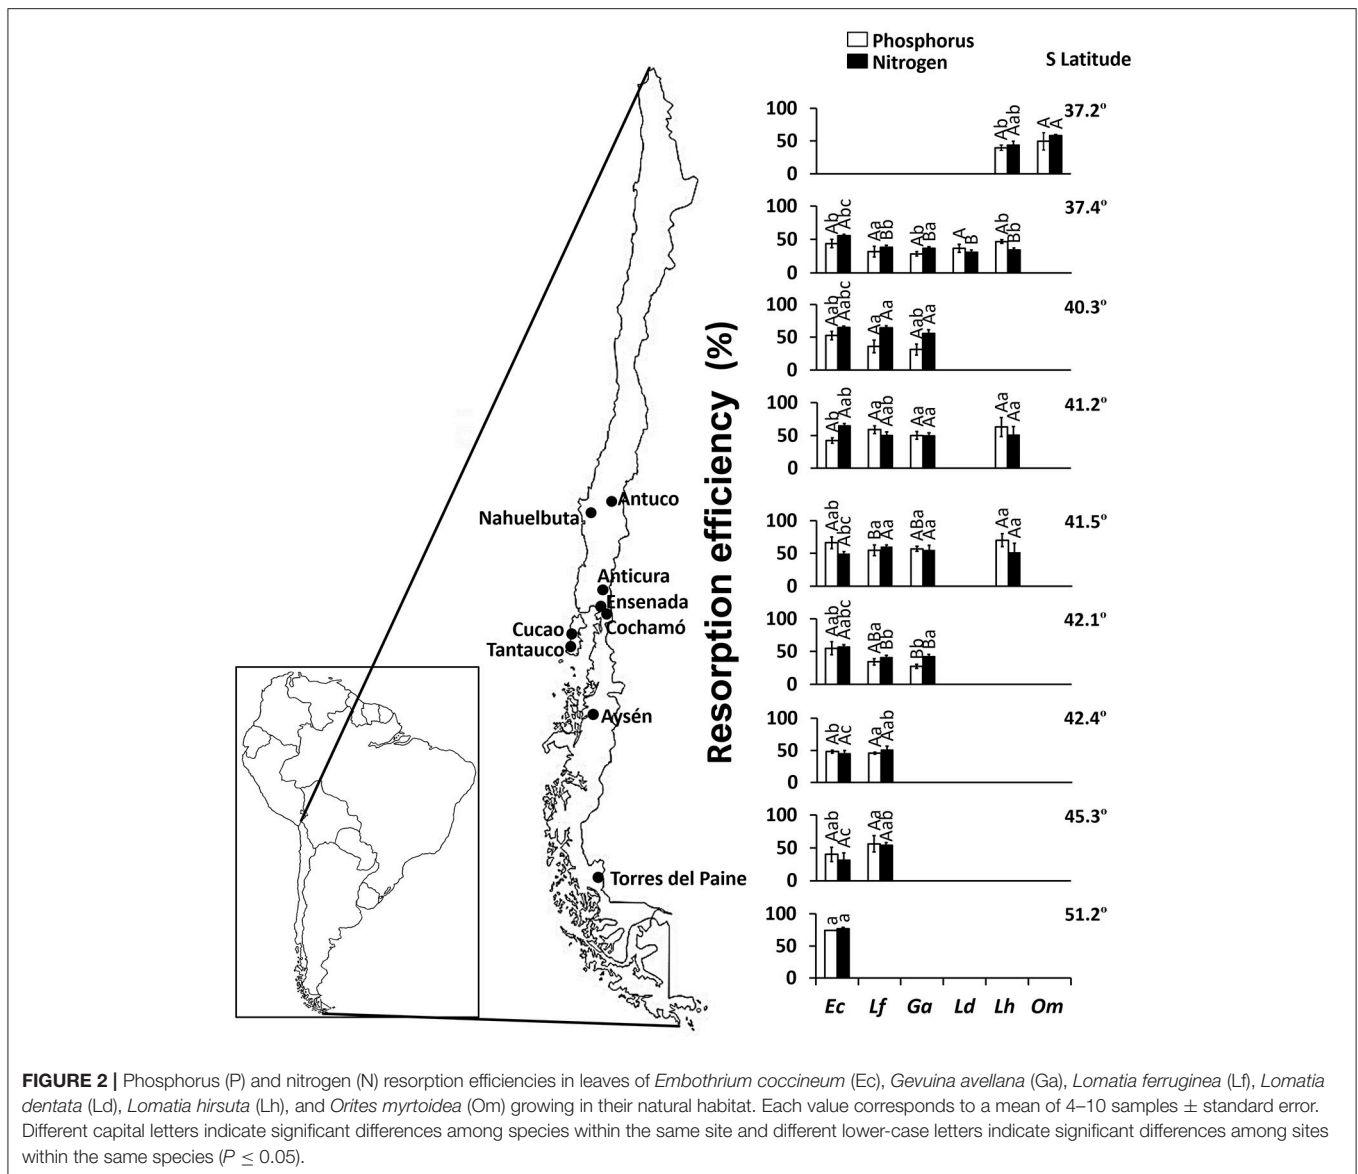 Phosphorus
Nitrogen
S Latitude
Resorption efficiency (%)
100
50
0
Ab
Aab
A
A
37.2°
100
50
0
Ab
Abc
Aa
Bb
Ab
Ba
A
B
Ab
Bb
37.4°
100
50
0
Aab
Aabc
Aa
Aa
Aab
Aa
40.3°
100
50
0
Ab
Aab
Aa
Aab
Aa
Aa
Aa
Aa
41.2°
100
50
0
Aab
Abc
Ba
Aa
ABa
Aa
Aa
Aa
41.5°
100
50
0
Aab
Aabc
ABa
Bb
Bb
Ba
42.1°
100
50
0
Ab
Ac
Aa
Aab
42.4°
100
50
0
Aab
Ac
Aa
Aab
45.3°
100
50
0
a
a
51.2°
Ec Lf Ga Ld Lh Om
Antuco
Nahuelbuta
Anticura
Ensenada
Cochamó
Cucao
Tantauco
Aysén
Torres del Paine
FIGURE 2 | Phosphorus (P) and nitrogen (N) resorption efficiencies in leaves of Embothrium coccineum (Ec), Gevuina avellana (Ga), Lomatia ferruginea (Lf), Lomatia
dentata (Ld), Lomatia hirsuta (Lh), and Orites myrtoidea (Om) growing in their natural habitat. Each value corresponds to a mean of 4–10 samples ± standard error.
Different capital letters indicate significant differences among species within the same site and different lower-case letters indicate significant differences among sites
within the same species (P ≤ 0.05).